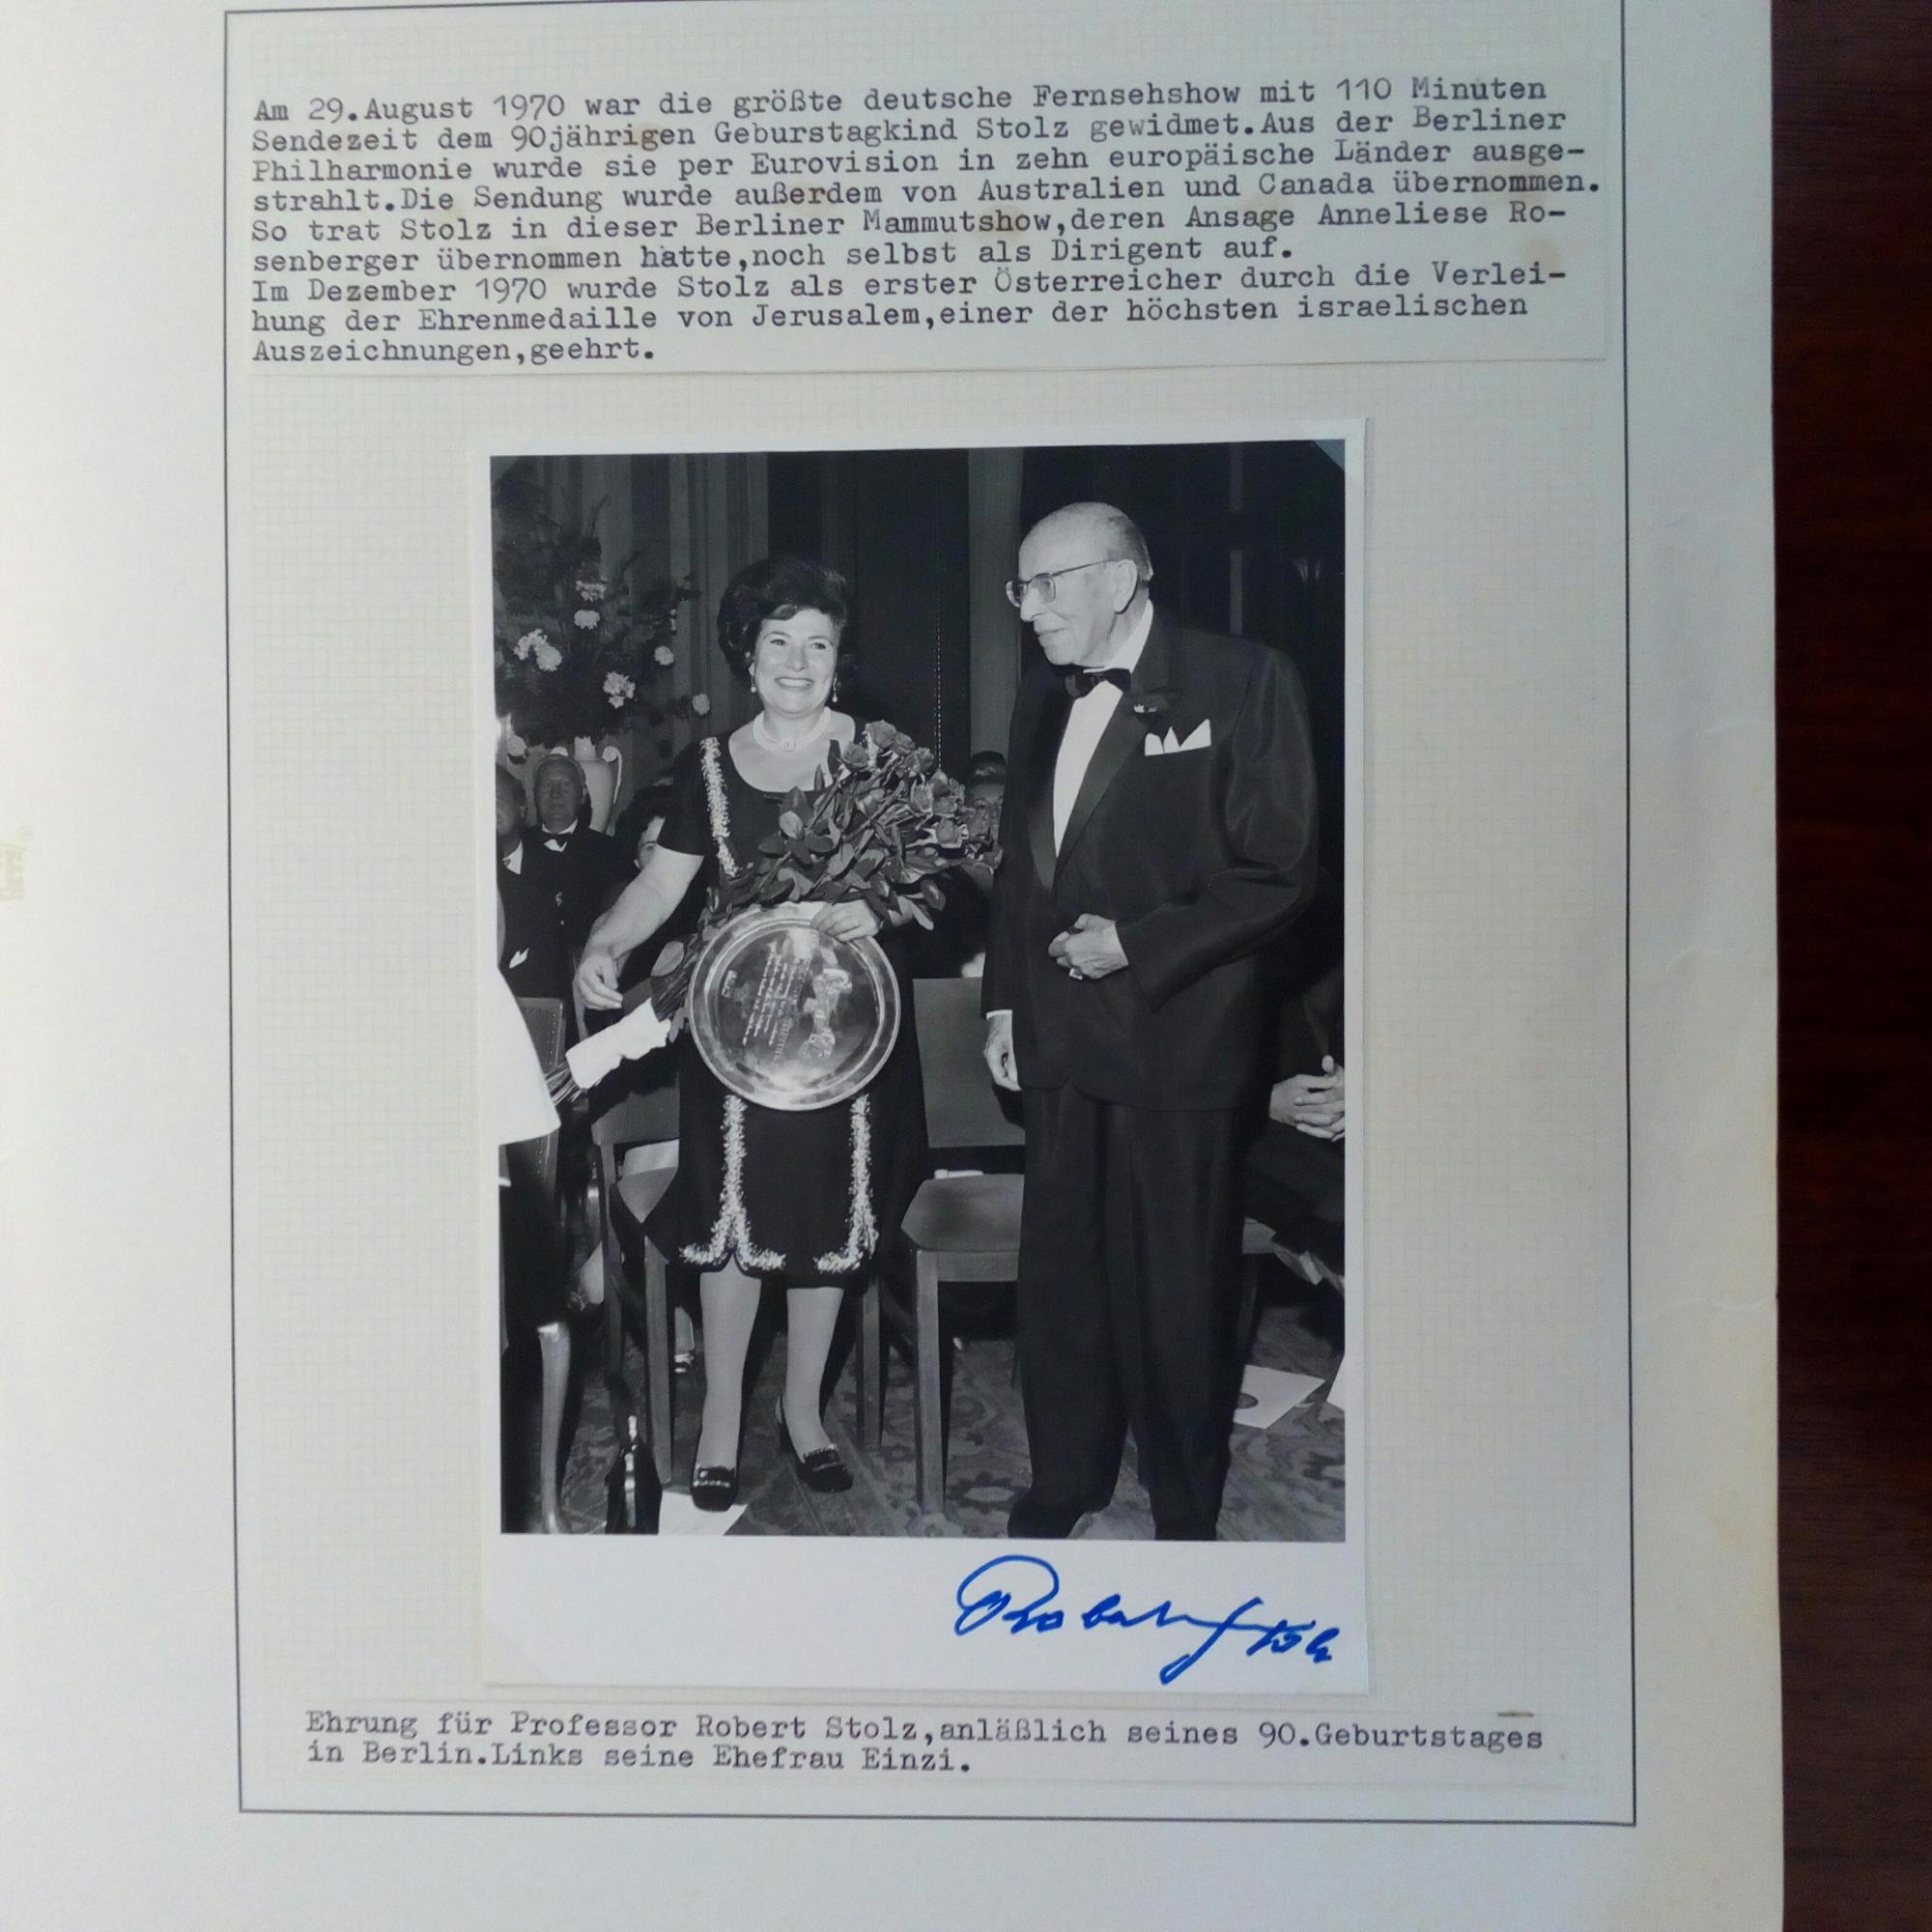 Am 29.August 1970 war die größte deutsche Fernsehshow mit 110 Minuten
Sendezeit dem 90jährigen Geburstagkind Stolz gewidmet.Aus der Berliner
Philharmonie wurde sie per Eurovision in zehn europäische Länder ausge-
strahlt.Die Sendung wurde außerdem von Australien und Canada übernommen.
So trat Stolz in dieser Berliner Mammutshow,deren Ansage Anneliese Ro-
senberger übernommen hatte,noch selbst als Dirigent auf.
Im Dezember 1970 wurde Stolz als erster Österreicher durch die Verlei-
hung der Ehrenmedaille von Jerusalem,einer der höchsten israelischen
Auszeichnungen,geehrt.
Robert Stolz
Ehrung für Professor Robert Stolz,anläßlich seines 90.Geburtstages
in Berlin.Links seine Ehefrau Einzi.